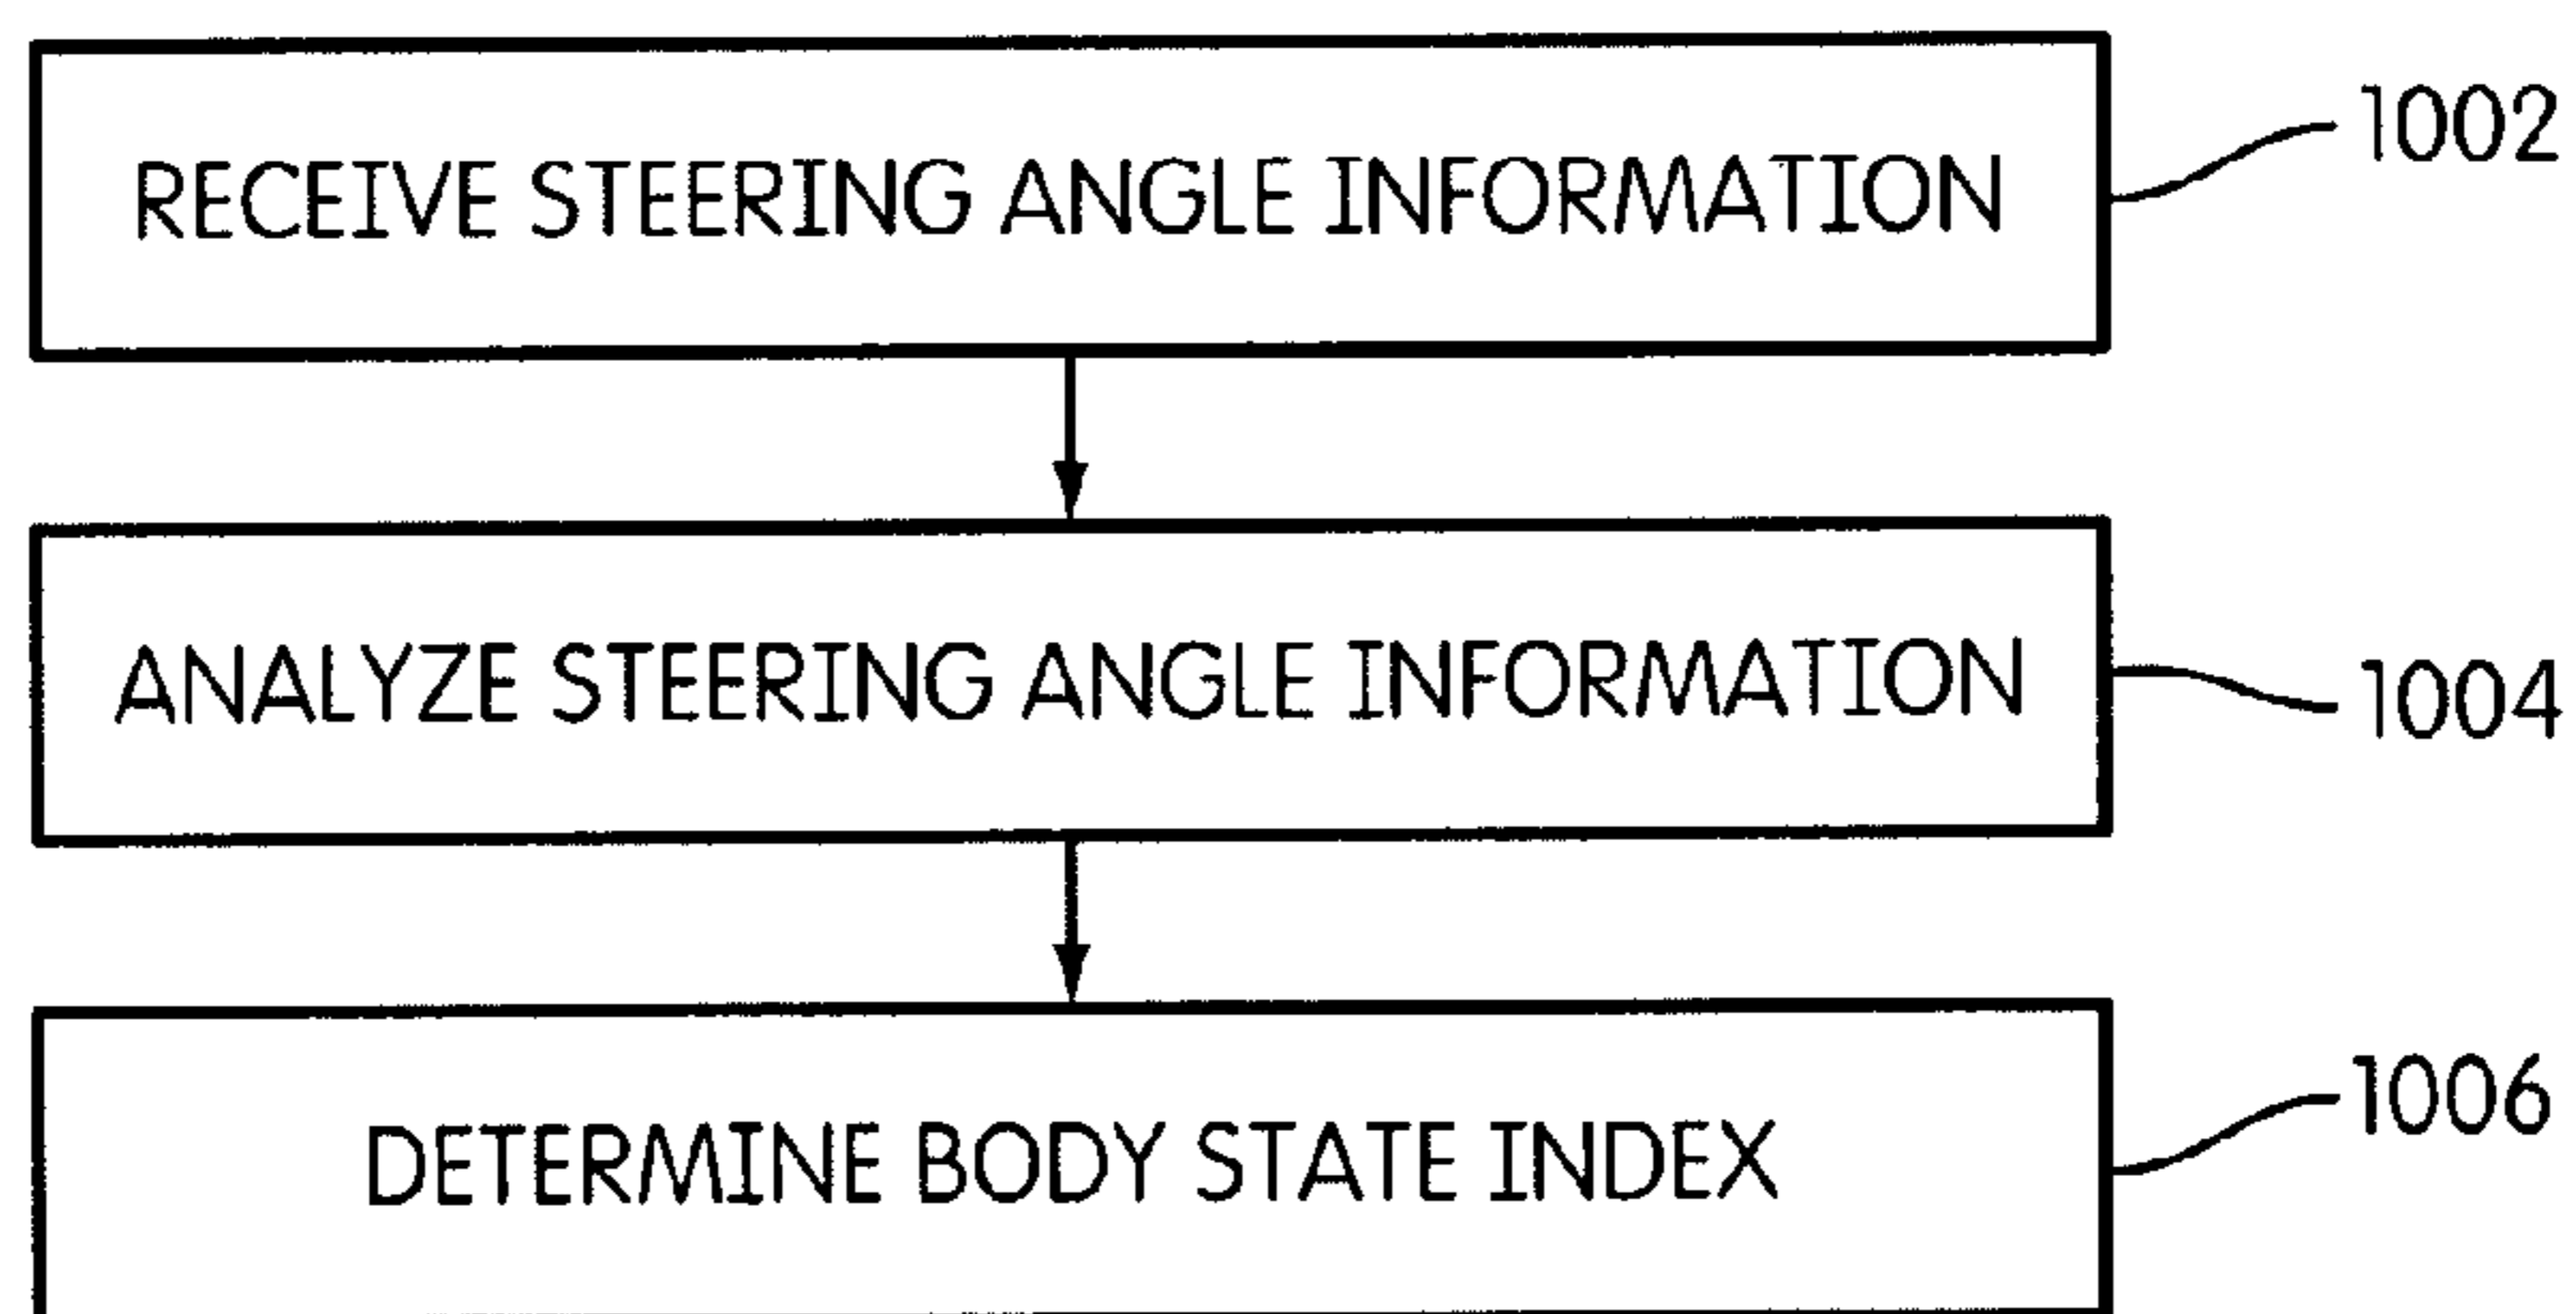 RECEIVE STEERING ANGLE INFORMATION
1002
ANALYZE STEERING ANGLE INFORMATION
1004
DETERMINE BODY STATE INDEX
1006